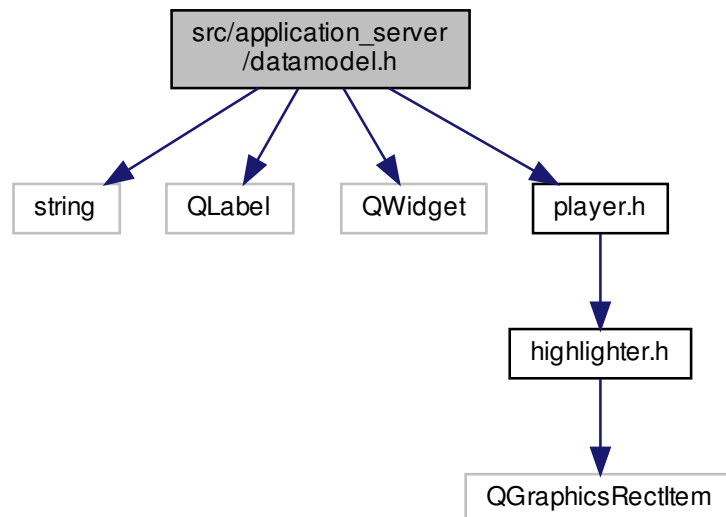 src/application_server
/datamodel.h
string
QLabel
QWidget
player.h
highlighter.h
QGraphicsRectItem